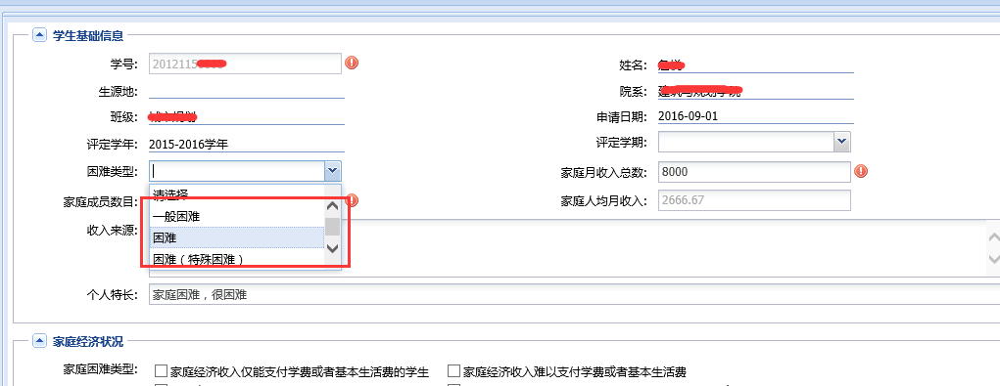 学生基础信息
学号: 20121158
姓名:
生源地:
院系:
班级:
申请日期: 2016-09-01
评定学年: 2015-2016学年
评定学期:
困难类型:
家庭月收入总数: 8000
请选择
家庭成员数目:
家庭人均月收入: 2666.67
一般困难
收入来源:
困难
困难（特殊困难）
个人特长: 家庭困难，很困难
家庭经济状况
家庭困难类型: 家庭经济收入仅能支付学费或者基本生活费的学生 家庭经济收入难以支付学费或者基本生活费